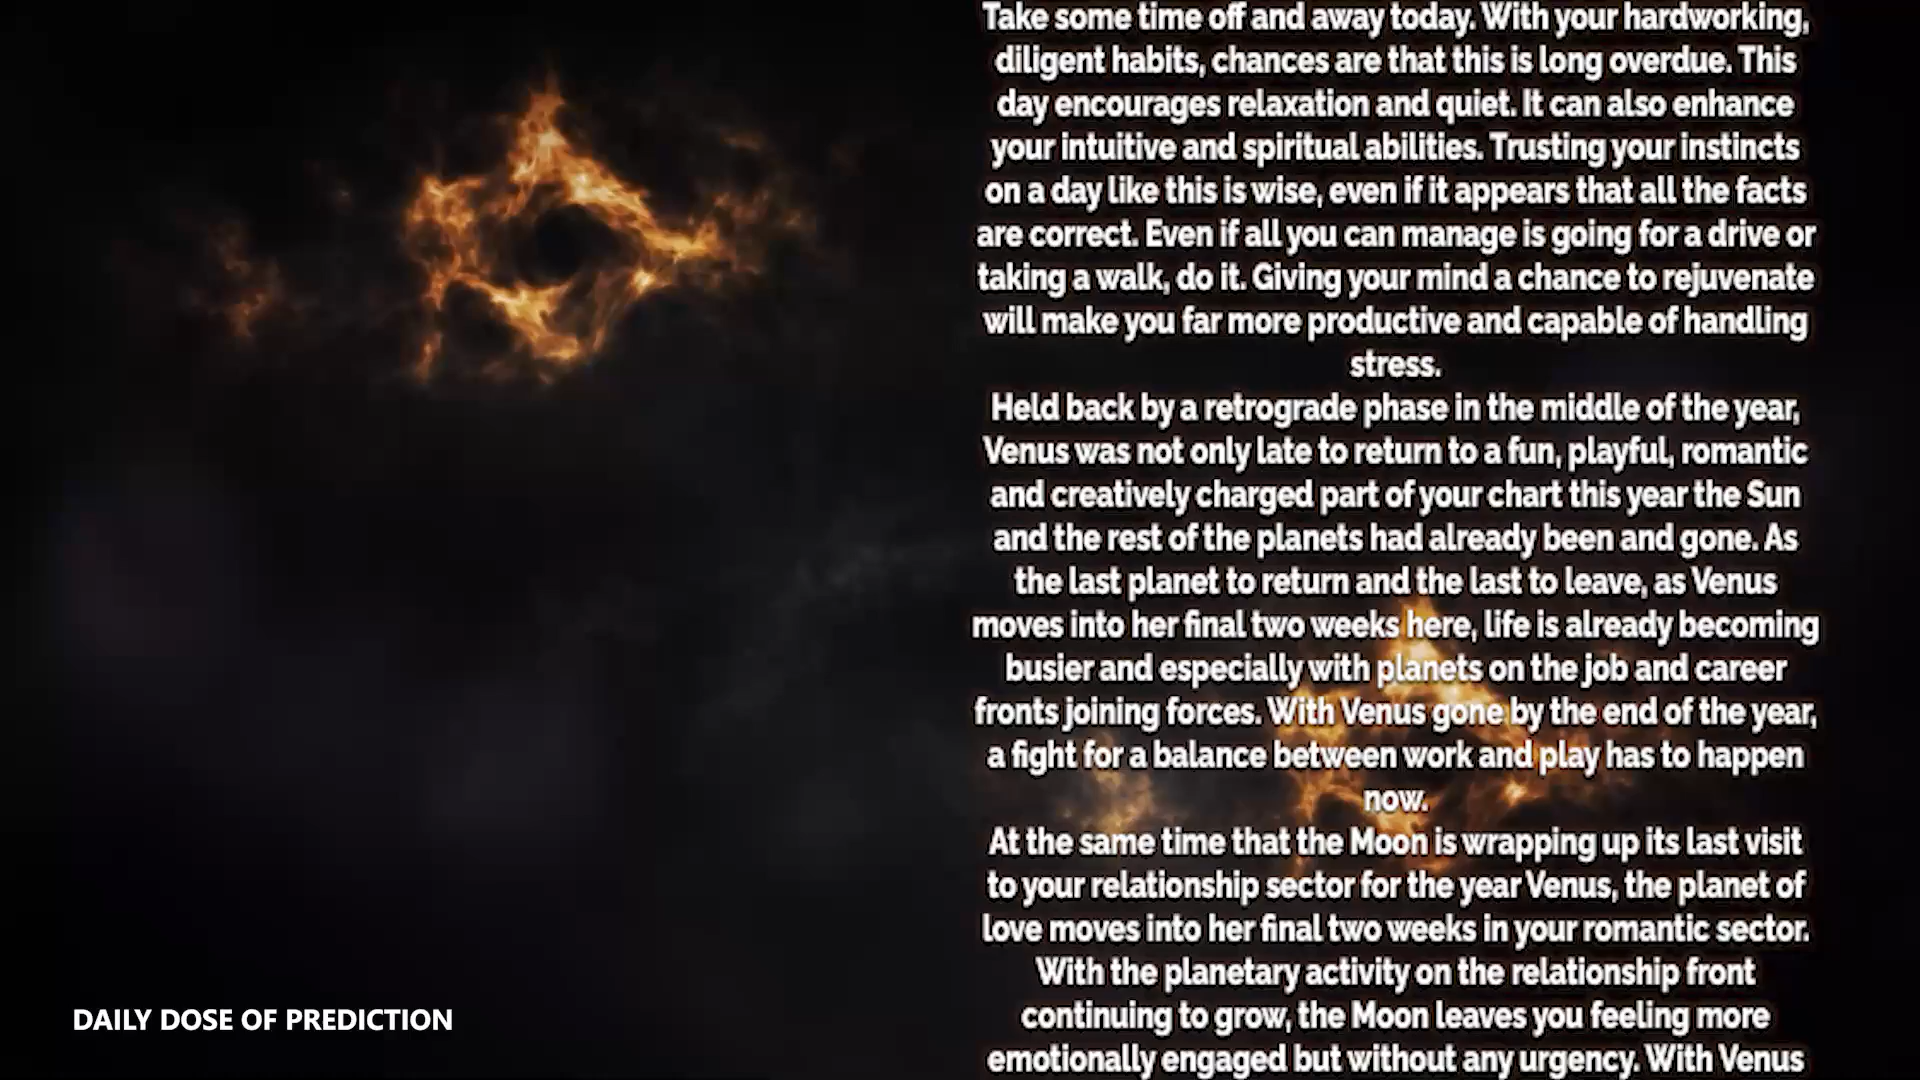 Take some time off and away today. With your hardworking,
diligent habits, chances are that this is long overdue. This
day encourages relaxation and quiet. It can also enhance
your intuitive and spiritual abilities. Trusting your instincts
on a day like this is wise, even if it appears that all the facts
are correct. Even if all you can manage is going for a drive or
taking a walk, do it. Giving your mind a chance to rejuvenate
will make you far more productive and capable of handling
stress.
Held back by a retrograde phase in the middle of the year,
Venus was not only late to return to a fun, playful, romantic
and creatively charged part of your chart this year the Sun
and the rest of the planets had already been and gone. As
the last planet to return and the last to leave, as Venus
moves into her final two weeks here, life is already becoming
busier and especially with planets on the job and career
fronts joining forces. With Venus gone by the end of the year,
a fight for a balance between work and play has to happen
now.
At the same time that the Moon is wrapping up its last visit
to your relationship sector for the year Venus, the planet of
love moves into her final two weeks in your romantic sector.
With the planetary activity on the relationship front
continuing to grow, the Moon leaves you feeling more
emotionally engaged but without any urgency. With Venus
DAILY DOSE OF PREDICTION